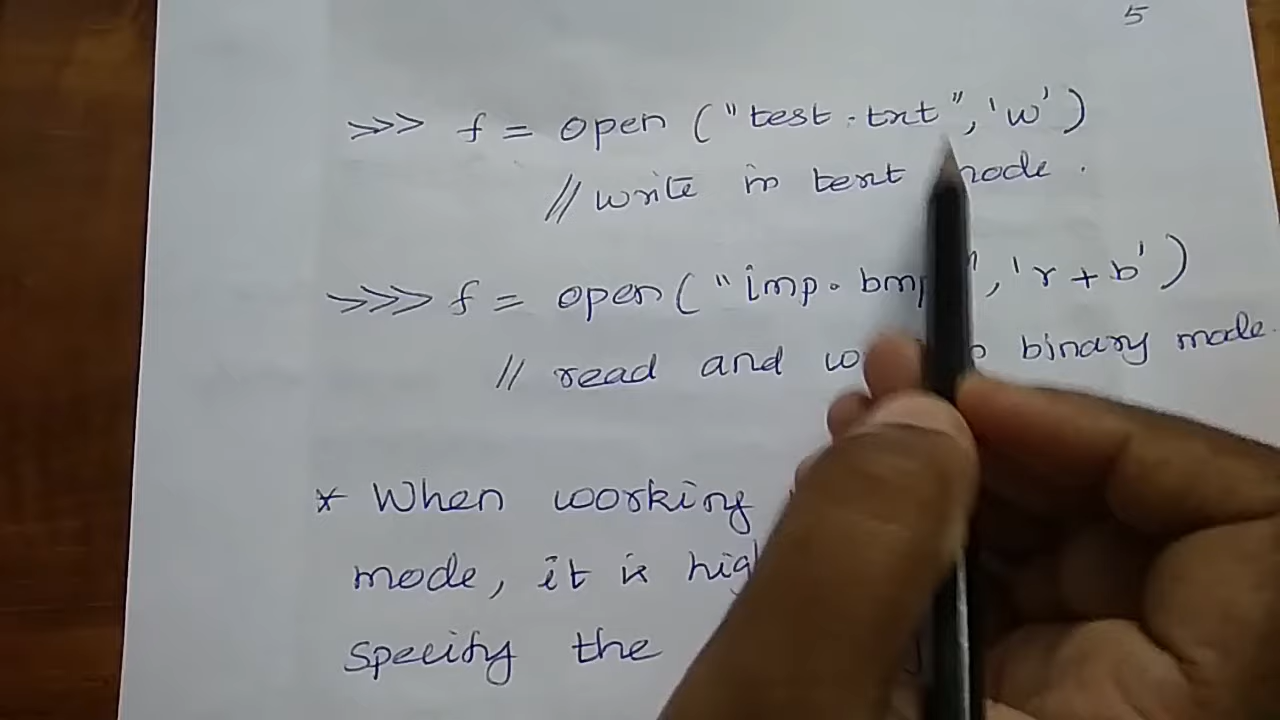 5
>>> f = open ("test.txt", 'w')
// write in text mode.
>>> f = open ("imp.bmp", 'r+b')
// read and binary mode.
* When working
mode, it is
specify the